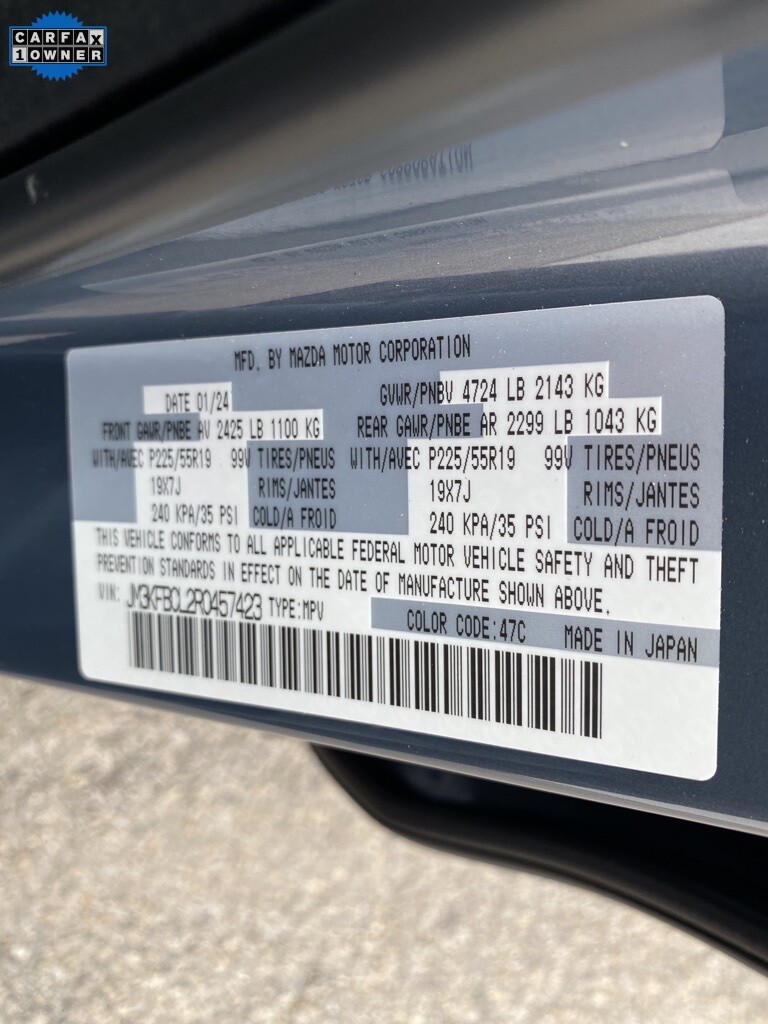 CARFAX
1 OWNER
MFD. BY MAZDA MOTOR CORPORATION
DATE 01/24 GVWR/PNBV 4724 LB 2143 KG
FRONT GAWR/PNBE AV 2425 LB 1100 KG REAR GAWR/PNBE AR 2299 LB 1043 KG
WITH/AVEC P225/55R19 99V TIRES/PNEUS WITH/AVEC P225/55R19 99V TIRES/PNEUS
19X7J RIMS/JANTES 19X7J RIMS/JANTES
240 KPA/35 PSI COLD/A FROID 240 KPA/35 PSI COLD/A FROID
THIS VEHICLE CONFORMS TO ALL APPLICABLE FEDERAL MOTOR VEHICLE SAFETY AND THEFT
PREVENTION STANDARDS IN EFFECT ON THE DATE OF MANUFACTURE SHOWN ABOVE.
VIN: JM3KFBCL2R0457423 TYPE:MPV
COLOR CODE:47C MADE IN JAPAN